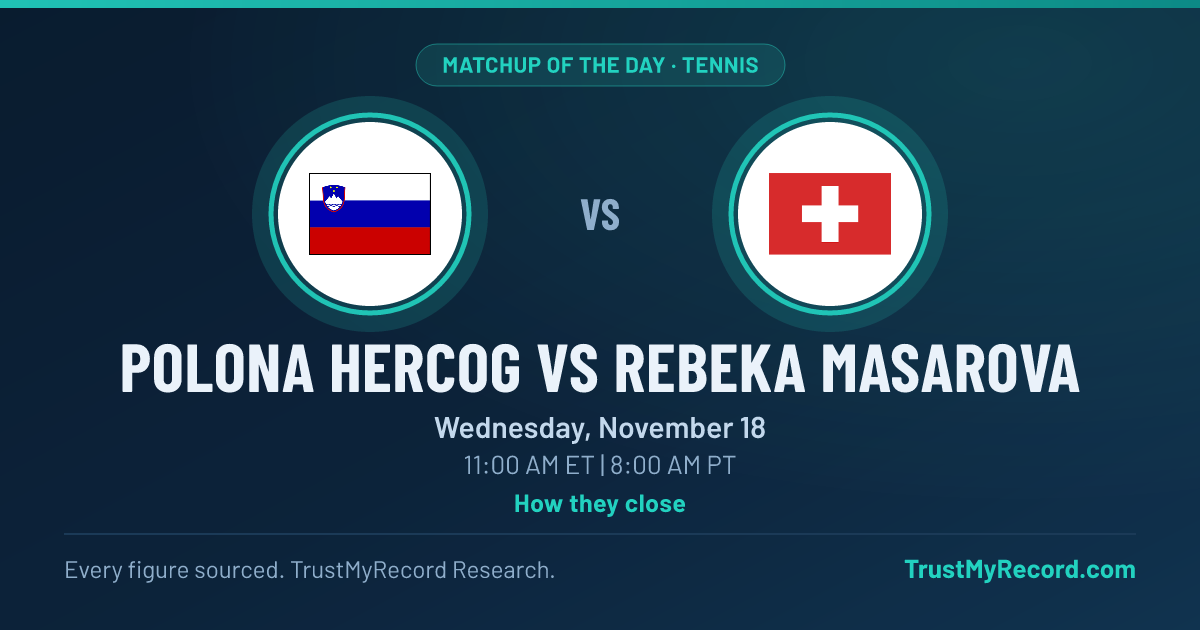 MATCHUP OF THE DAY · TENNIS
VS
POLONA HERCOG VS REBEKA MASAROVA
Wednesday, November 18
11:00 AM ET | 8:00 AM PT
How they close
Every figure sourced. TrustMyRecord Research.
TrustMyRecord.com